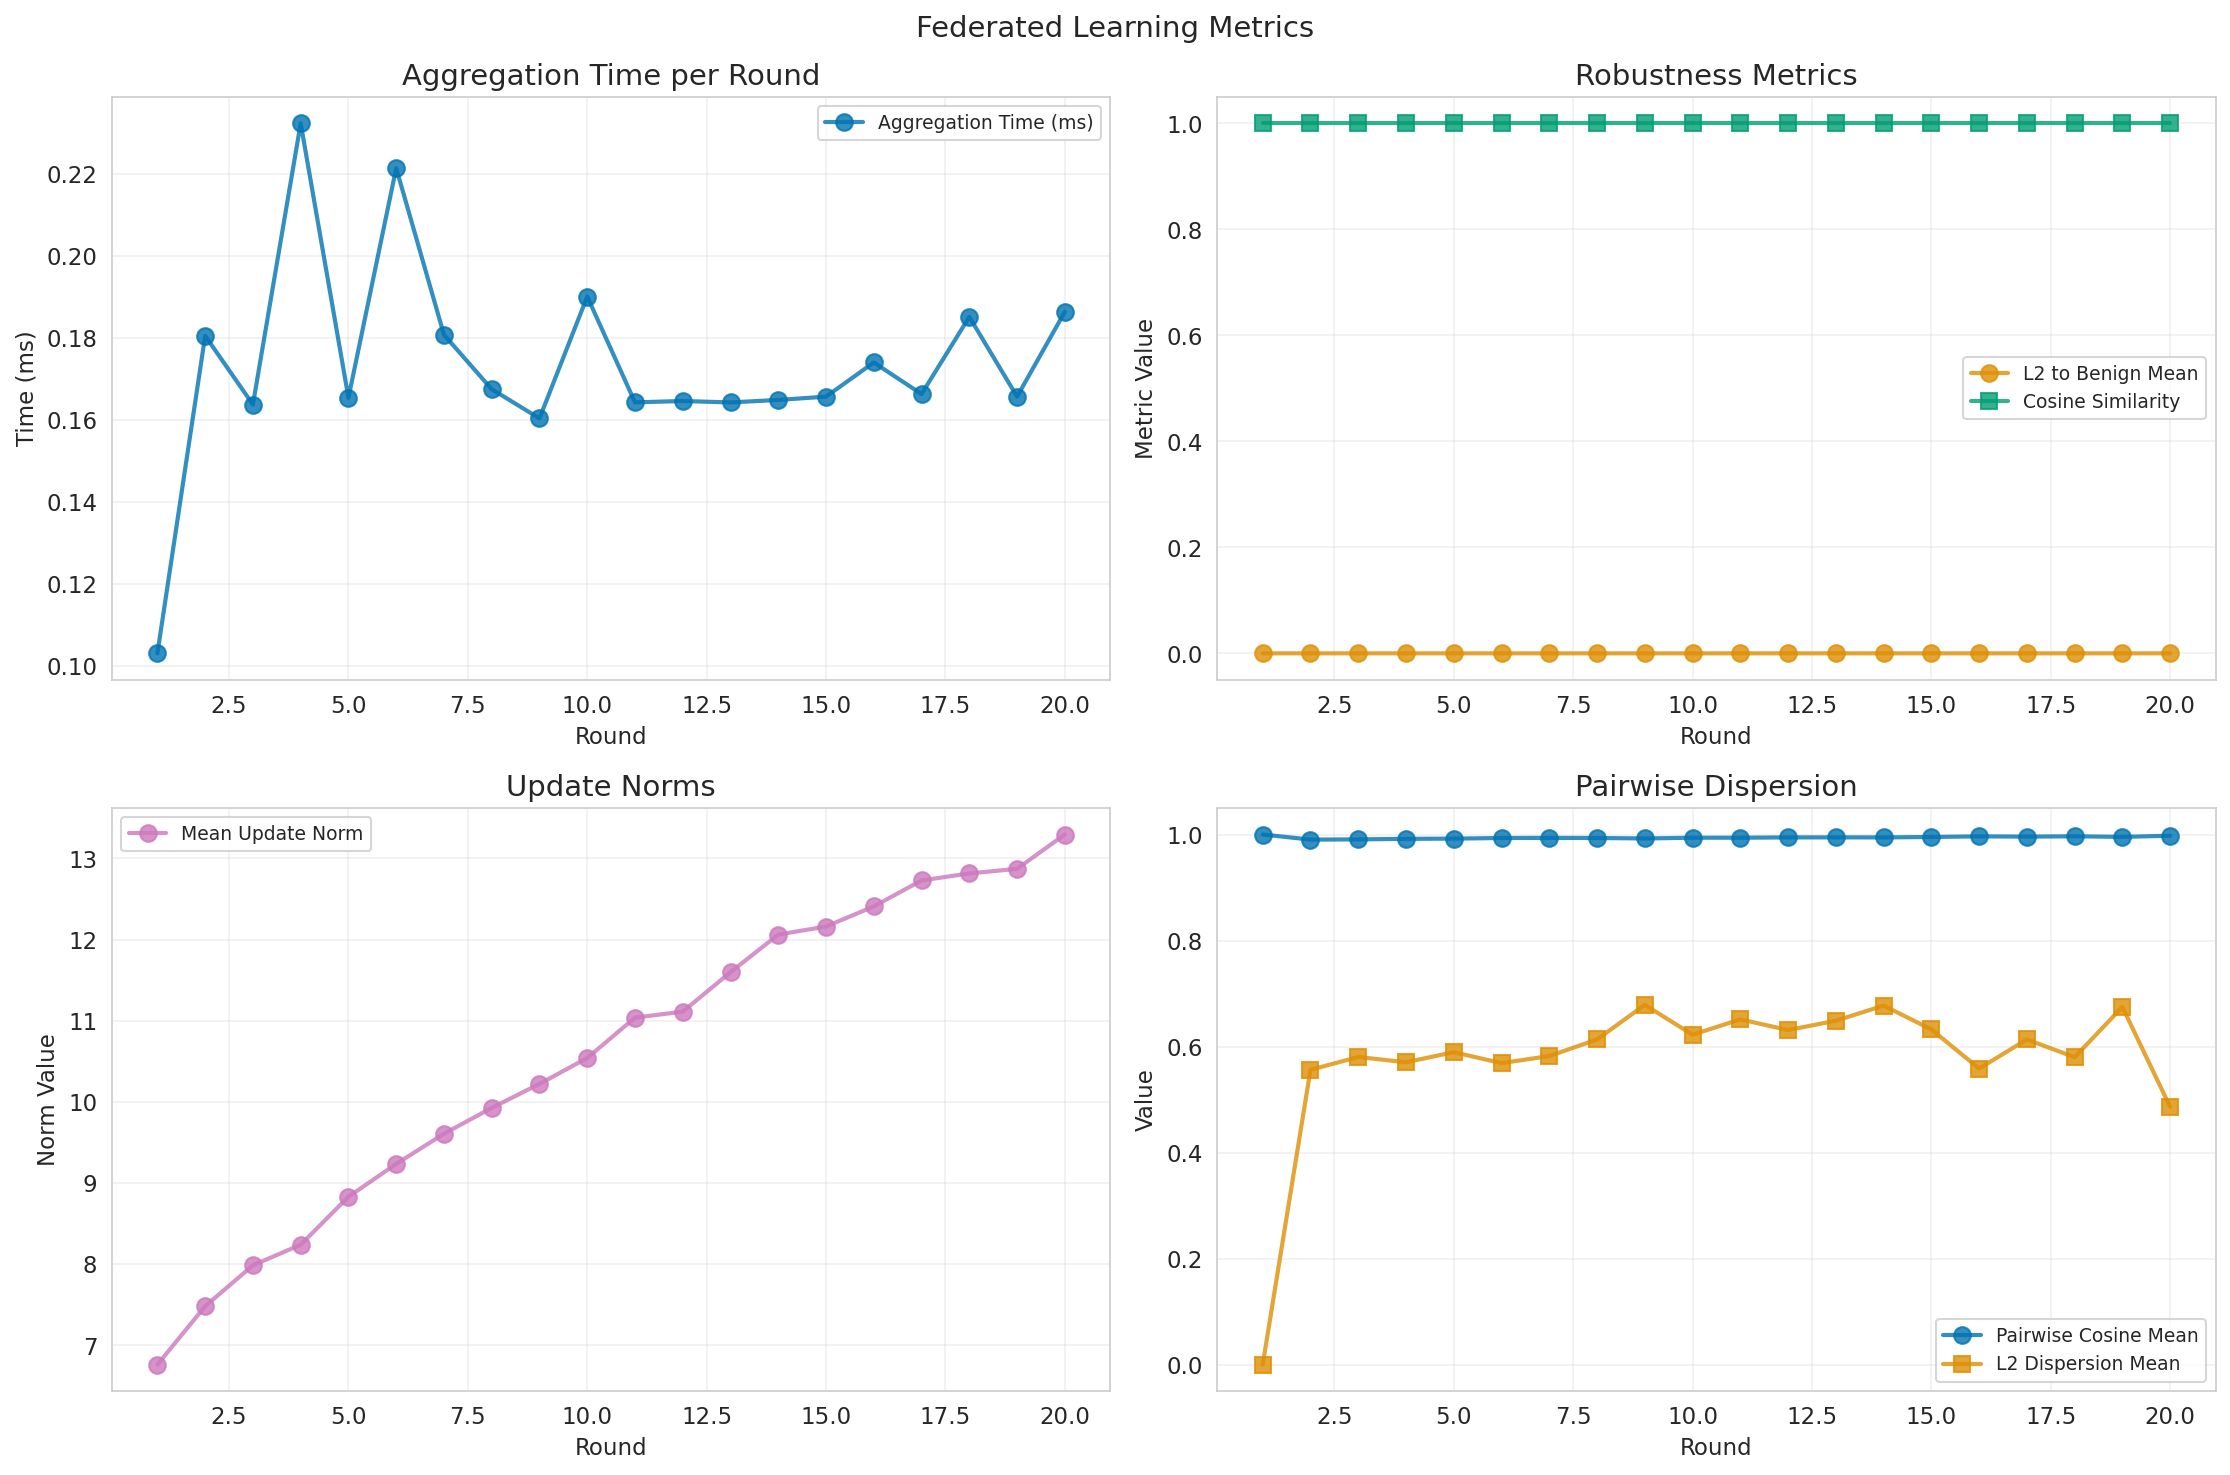 Federated Learning Metrics
Aggregation Time per Round
Aggregation Time (ms)
0.22
0.20
0.18
0.16
0.14
0.12
0.10
Time (ms)
2.5 5.0 7.5 10.0 12.5 15.0 17.5 20.0
Round
Robustness Metrics
1.0
0.8
0.6
0.4
0.2
0.0
Metric Value
L2 to Benign Mean
Cosine Similarity
2.5 5.0 7.5 10.0 12.5 15.0 17.5 20.0
Round
Update Norms
Mean Update Norm
13
12
11
10
9
8
7
Norm Value
2.5 5.0 7.5 10.0 12.5 15.0 17.5 20.0
Round
Pairwise Dispersion
1.0
0.8
0.6
0.4
0.2
0.0
Value
Pairwise Cosine Mean
L2 Dispersion Mean
2.5 5.0 7.5 10.0 12.5 15.0 17.5 20.0
Round